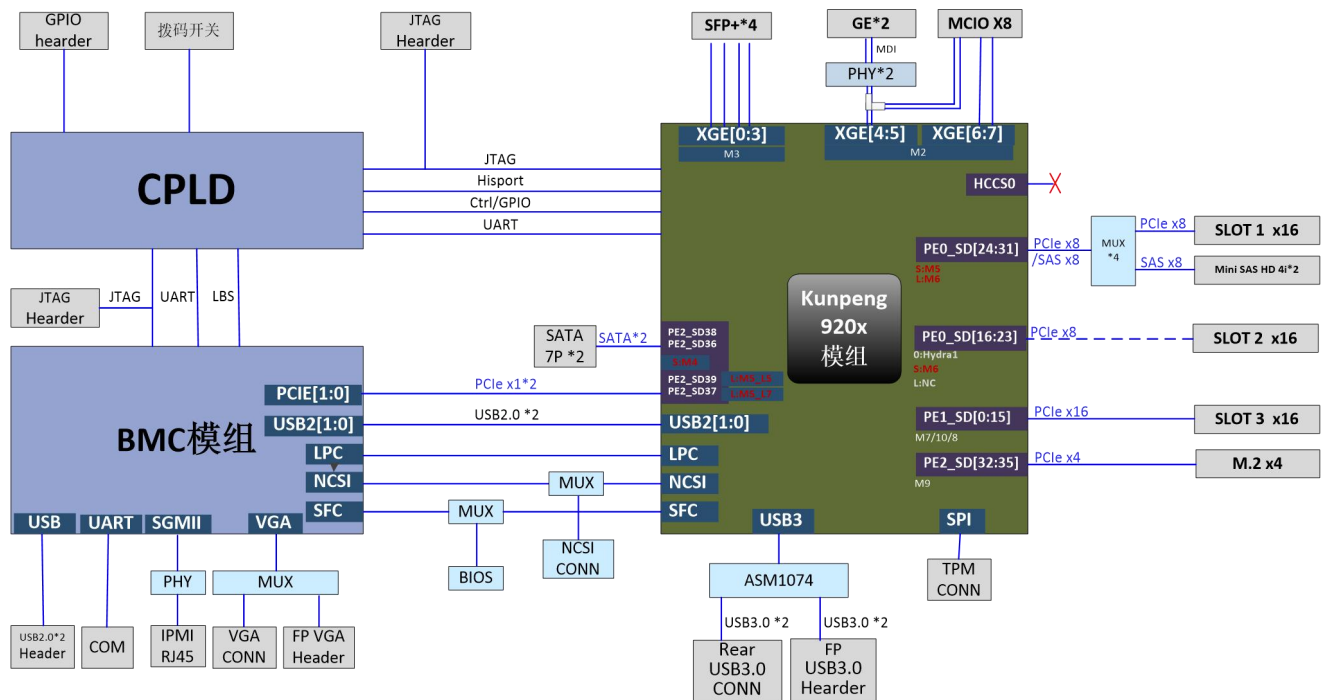 GPIO
hearder
拨码开关
JTAG
Hearder
SFP+*4
GE*2
MCIO X8
MDI
PHY*2
CPLD
JTAG
Hisport
Ctrl/GPIO
UART
XGE[0:3]
M3
XGE[4:5]
XGE[6:7]
M2
HCCS0
PE0_SD[24:31]
S:M5
L:M6
PCIe x8
/SAS x8
MUX
*4
PCIe x8
SAS x8
SLOT 1 x16
Mini SAS HD 4i*2
JTAG
Hearder
JTAG
UART
LBS
Kunpeng
920x
模组
SATA
7P *2
SATA*2
PE2_SD38
PE2_SD36
S:M4
PE2_SD39
PE2_SD37
L:M5_L5
L:M5_L7
PE0_SD[16:23]
0:Hydra1
S:M6
L:NC
PCIe x8
SLOT 2 x16
BMC模组
PCIE[1:0]
PCIe x1*2
USB2[1:0]
USB2.0 *2
USB2[1:0]
LPC
LPC
NCSI
MUX
NCSI
SFC
MUX
SFC
PE1_SD[0:15]
M7/10/8
PCIe x16
SLOT 3 x16
PE2_SD[32:35]
M9
PCIe x4
M.2 x4
USB
UART
SGMII
VGA
USB3
SPI
BIOS
NCSI
CONN
PHY
MUX
ASM1074
TPM
CONN
USB2.0*2
Header
COM
IPMI
RJ45
VGA
CONN
FP VGA
Header
USB3.0 *2
USB3.0 *2
Rear
USB3.0
CONN
FP
USB3.0
Hearder